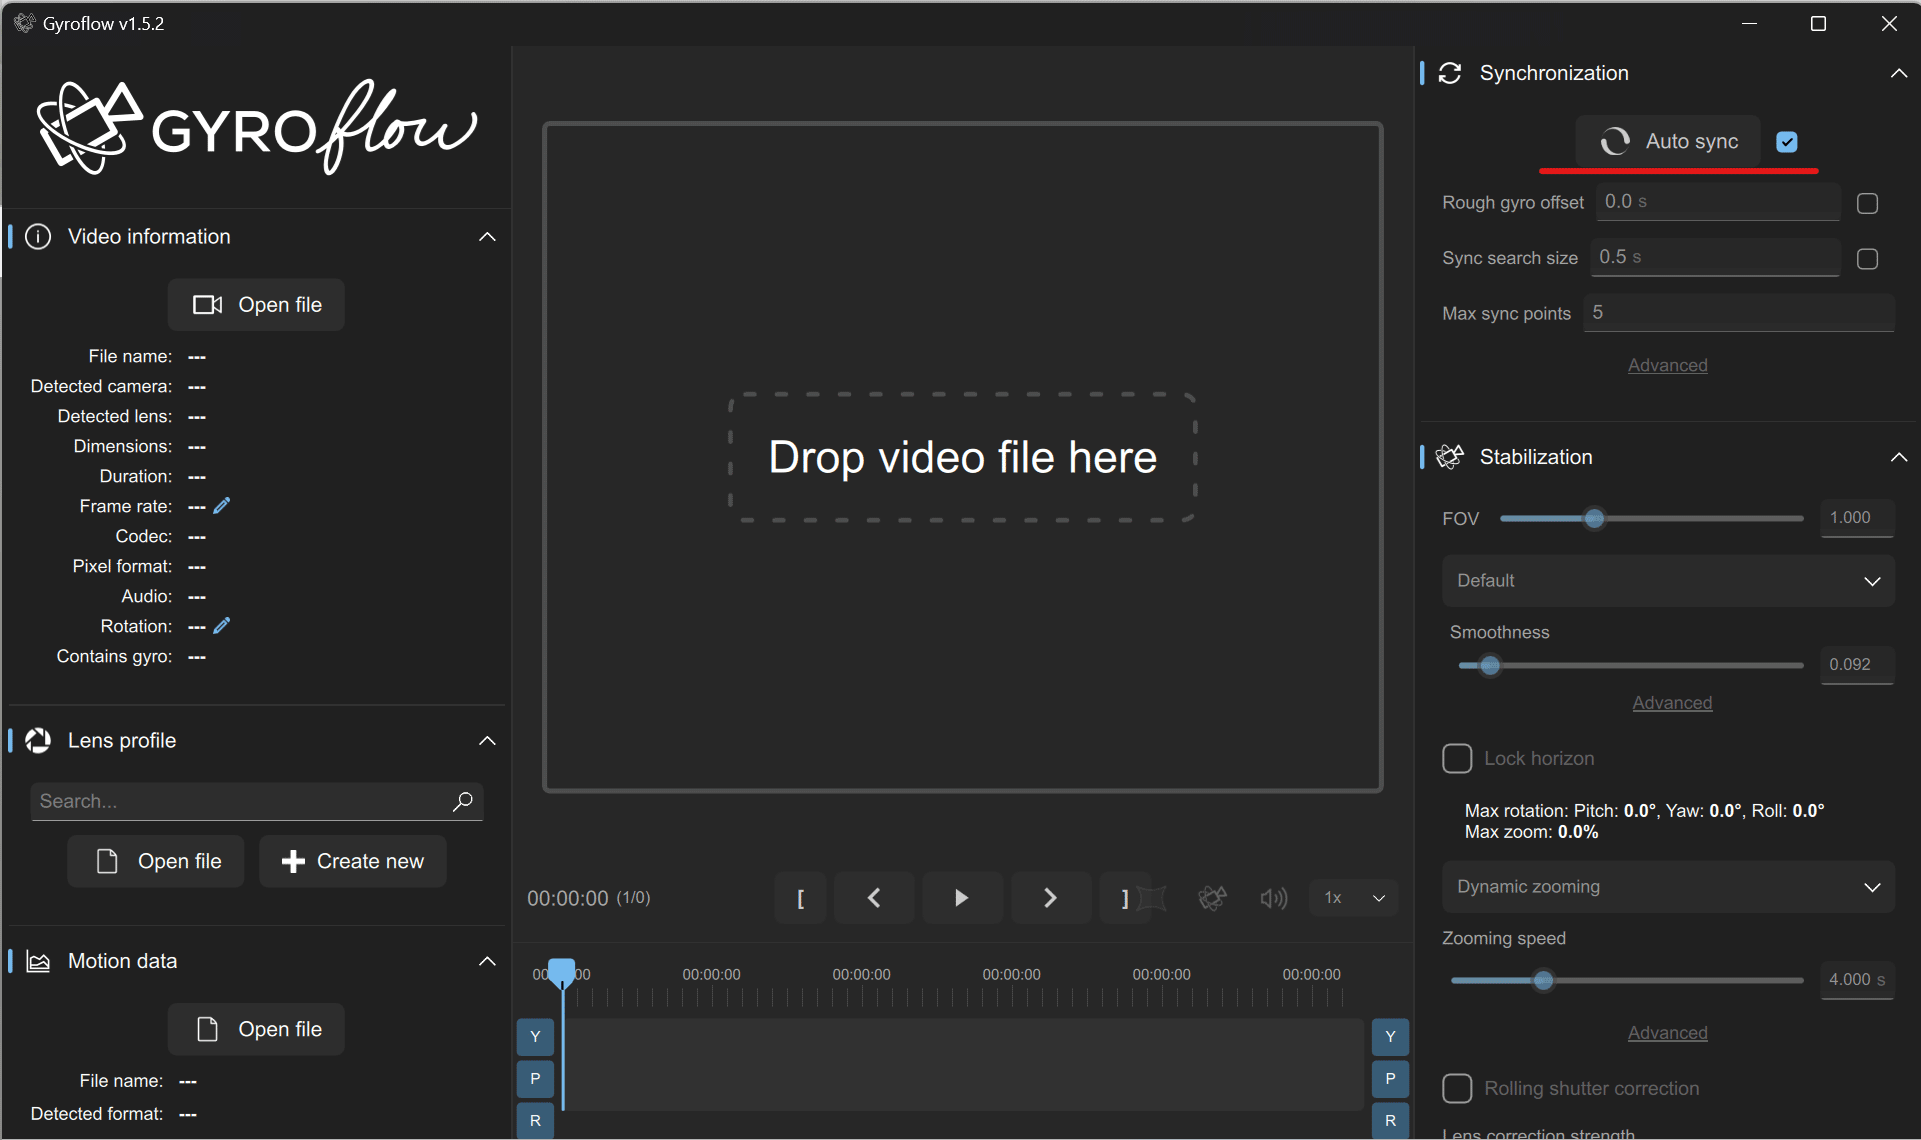 Gyroflow v1.5.2
GYROflow
Video information
Open file
File name: ---
Detected camera: ---
Detected lens: ---
Dimensions: ---
Duration: ---
Frame rate: ---
Codec: ---
Pixel format: ---
Audio: ---
Rotation: ---
Contains gyro: ---
Lens profile
Search...
Open file
Create new
Motion data
Open file
File name: ---
Detected format: ---
Drop video file here
00:00:00 (1/0)
[
]
1x
00:00:00 00:00:00 00:00:00 00:00:00 00:00:00
Y
P
R
Y
P
R
Synchronization
Auto sync
Rough gyro offset 0.0 s
Sync search size 0.5 s
Max sync points 5
Advanced
Stabilization
FOV 1.000
Default
Smoothness
0.092
Advanced
Lock horizon
Max rotation: Pitch: 0.0°, Yaw: 0.0°, Roll: 0.0°
Max zoom: 0.0%
Dynamic zooming
Zooming speed
4.000 s
Advanced
Rolling shutter correction
Lens correction strength